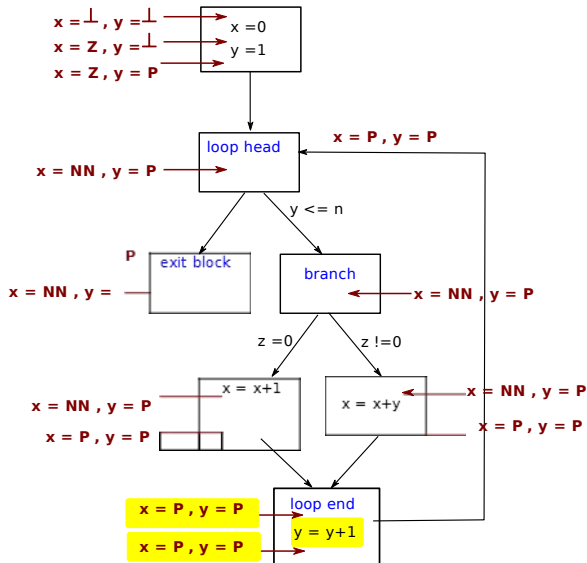 x = ⊥ , y = ⊥
x = Z , y = ⊥
x = Z , y = P
x =0
y =1
x = P , y = P
loop head
x = NN , y = P
y <= n
P
exit block
x = NN , y =
branch
x = NN , y = P
z =0
z !=0
x = x+1
x = NN , y = P
x = P , y = P
x = x+y
x = NN , y = P
x = P , y = P
loop end
x = P , y = P
y = y+1
x = P , y = P